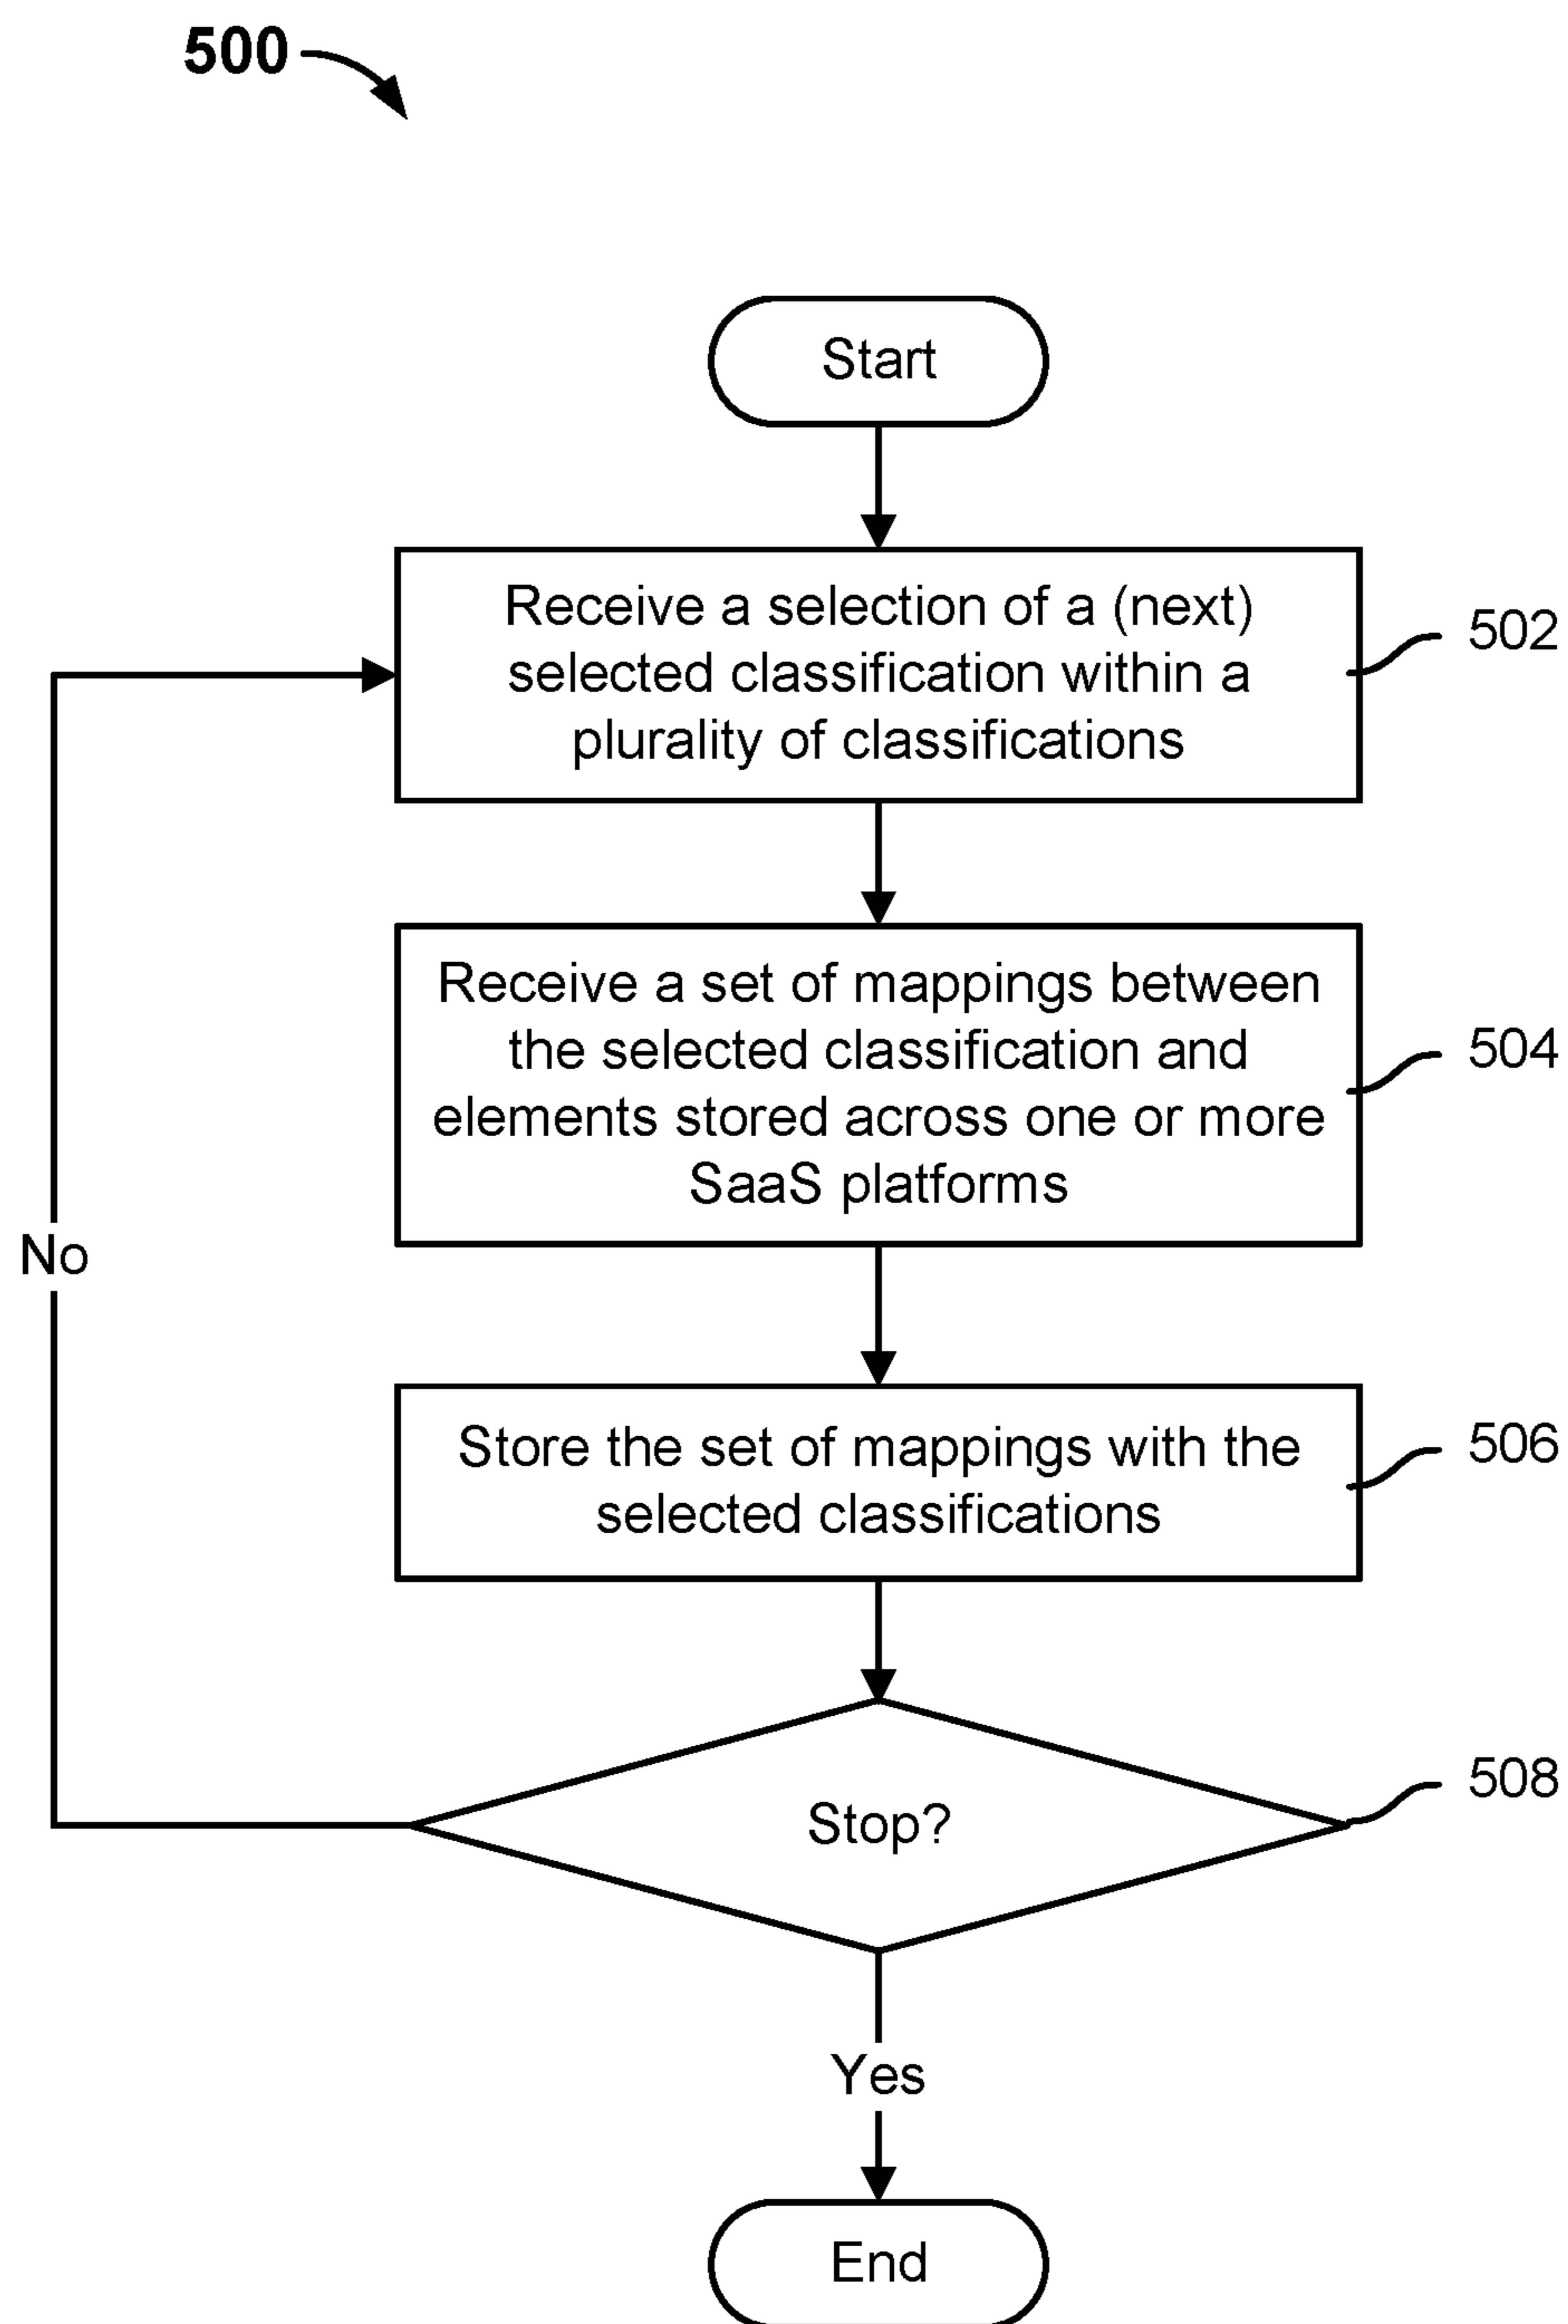 500
Start
Receive a selection of a (next)
selected classification within a
plurality of classifications
502
Receive a set of mappings between
the selected classification and
elements stored across one or more
SaaS platforms
504
No
Store the set of mappings with the
selected classifications
506
Stop?
508
Yes
End